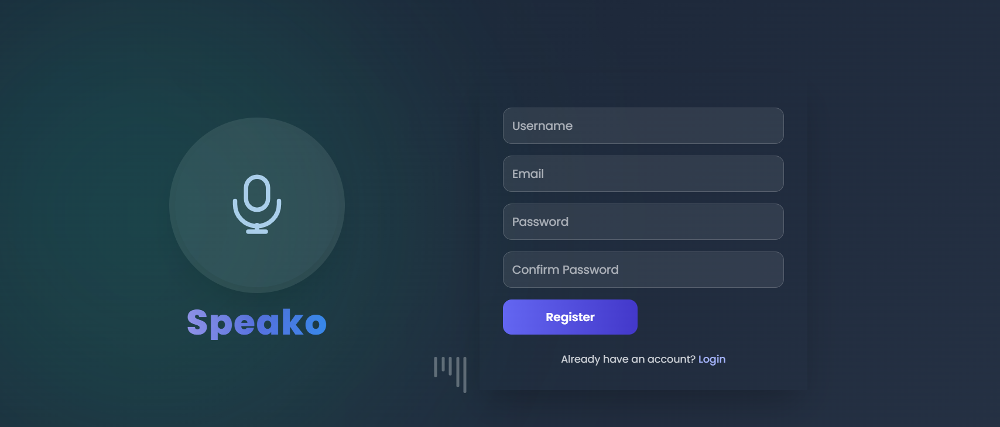 Speako
Username
Email
Password
Confirm Password
Register
Already have an account? Login